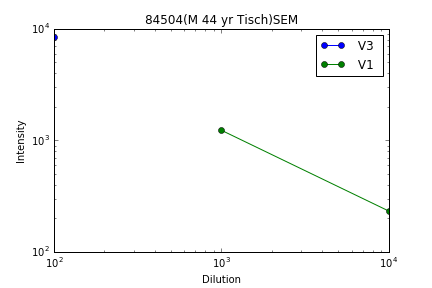 84504(M 44 yr Tisch)SEM
10^4
V3
V1
10^3
Intensity
10^2
10^2 10^3 10^4
Dilution